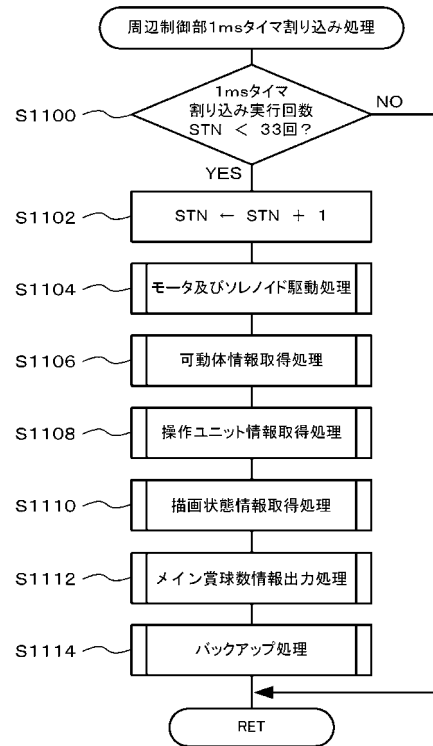 周辺制御部1msタイマ割り込み処理
S1100
1msタイマ
割り込み実行回数
STN < 33回?
NO
YES
S1102
STN ← STN + 1
S1104
モータ及びソレノイド駆動処理
S1106
可動体情報取得処理
S1108
操作ユニット情報取得処理
S1110
描画状態情報取得処理
S1112
メイン賞球数情報出力処理
S1114
バックアップ処理
RET